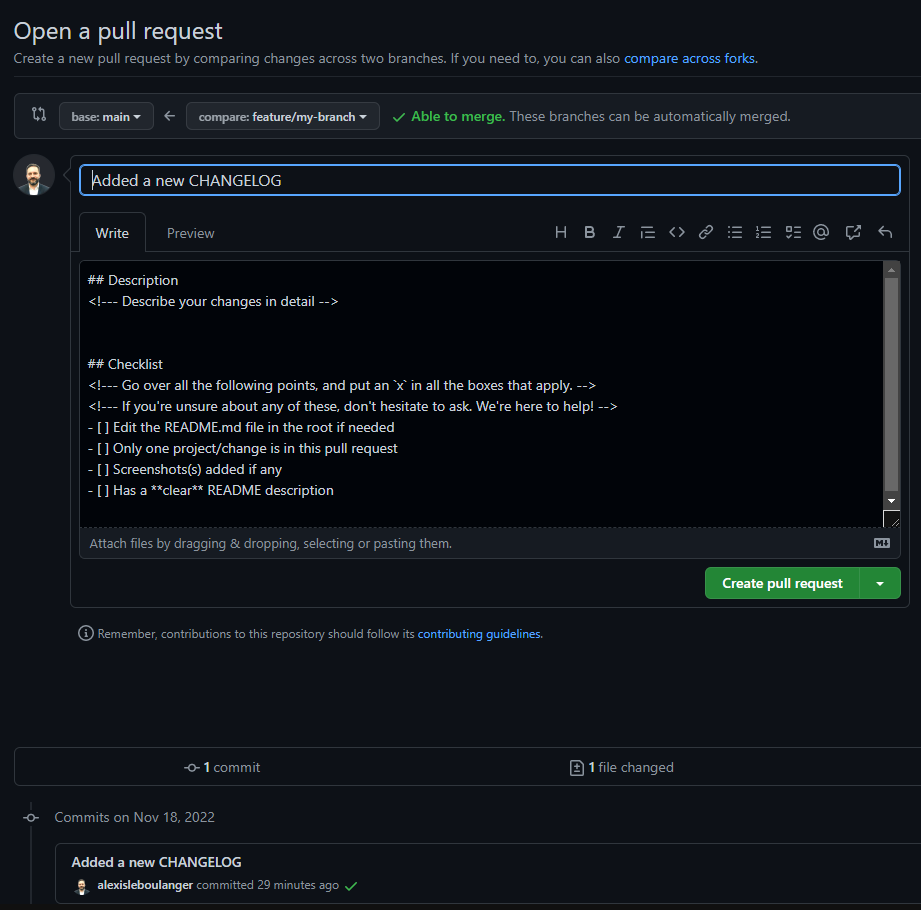 Open a pull request
Create a new pull request by comparing changes across two branches. If you need to, you can also compare across forks.
base: main compare: feature/my-branch Able to merge. These branches can be automatically merged.
Added a new CHANGELOG
Write Preview
## Description
<!--- Describe your changes in detail -->
## Checklist
<!--- Go over all the following points, and put an `x` in all the boxes that apply. -->
<!--- If you're unsure about any of these, don't hesitate to ask. We're here to help! -->
- [ ] Edit the README.md file in the root if needed
- [ ] Only one project/change is in this pull request
- [ ] Screenshots(s) added if any
- [ ] Has a **clear** README description
Attach files by dragging & dropping, selecting or pasting them.
Create pull request
Remember, contributions to this repository should follow its contributing guidelines.
1 commit 1 file changed
Commits on Nov 18, 2022
Added a new CHANGELOG
alexisleboulanger committed 29 minutes ago